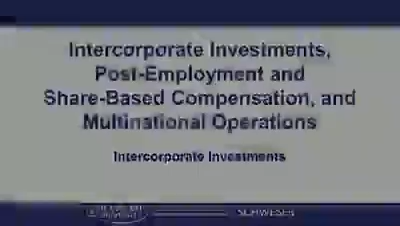 Intercorporate Investments,
Post-Employment and
Share-Based Compensation, and
Multinational Operations
Intercorporate Investments
SCHWESER